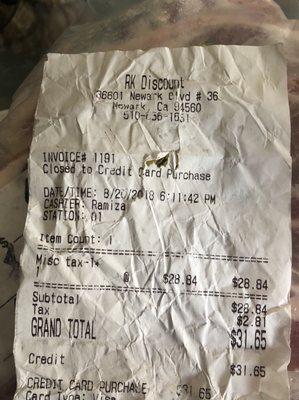 RK Discount
36601 Newark Blvd # 36
Newark, Ca 94560
INVOICE# 1191
Closed to Credit Card Purchase
DATE/TIME: 8/20/2018 6:11:42 PM
CASHIER: Ramiza
STATION: 01
Item Count: 1
Misc tax-1*
1 @ $28.84 $28.84
Subtotal $28.84
Tax $2.81
GRAND TOTAL $31.65
Credit $31.65
CREDIT CARD PURCHASE $31.65
Card Type: Visa